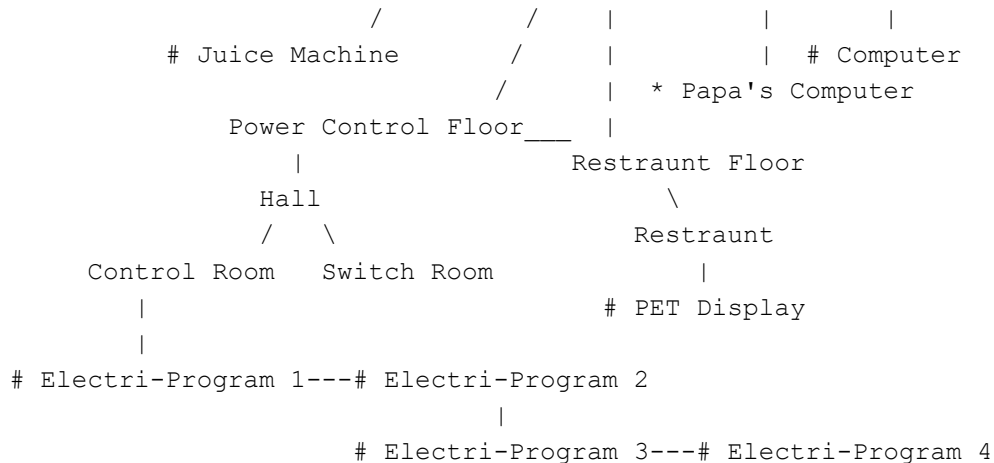 / / | | |
# Juice Machine / | | # Computer
/ | * Papa's Computer
Power Control Floor___ |
| Restraunt Floor
Hall \
/ \ Restraunt
Control Room Switch Room |
| # PET Display
|
# Electri-Program 1---# Electri-Program 2
|
# Electri-Program 3---# Electri-Program 4